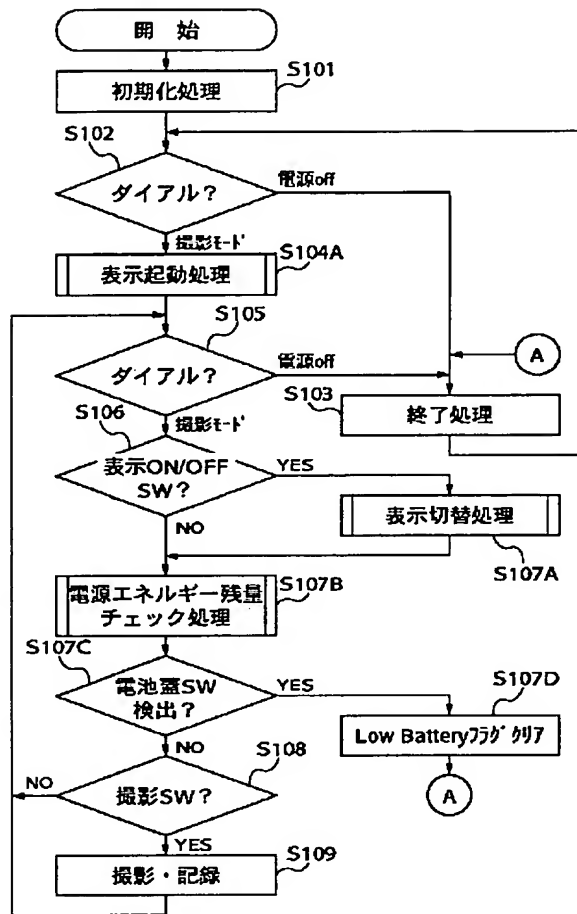 開 始
S101
初期化処理
S102
ダイアル?
電源off
撮影ﾓｰﾄﾞ
S104A
表示起動処理
S105
ダイアル?
電源off
A
S103
終了処理
撮影ﾓｰﾄﾞ
S106
表示ON/OFF
SW?
YES
NO
表示切替処理
S107A
電源エネルギー残量
チェック処理
S107B
S107C
電池蓋SW
検出?
YES
S107D
Low Batteryﾌﾗｸﾞ ｸﾘｱ
NO
A
S108
撮影SW?
NO
YES
S109
撮影・記録